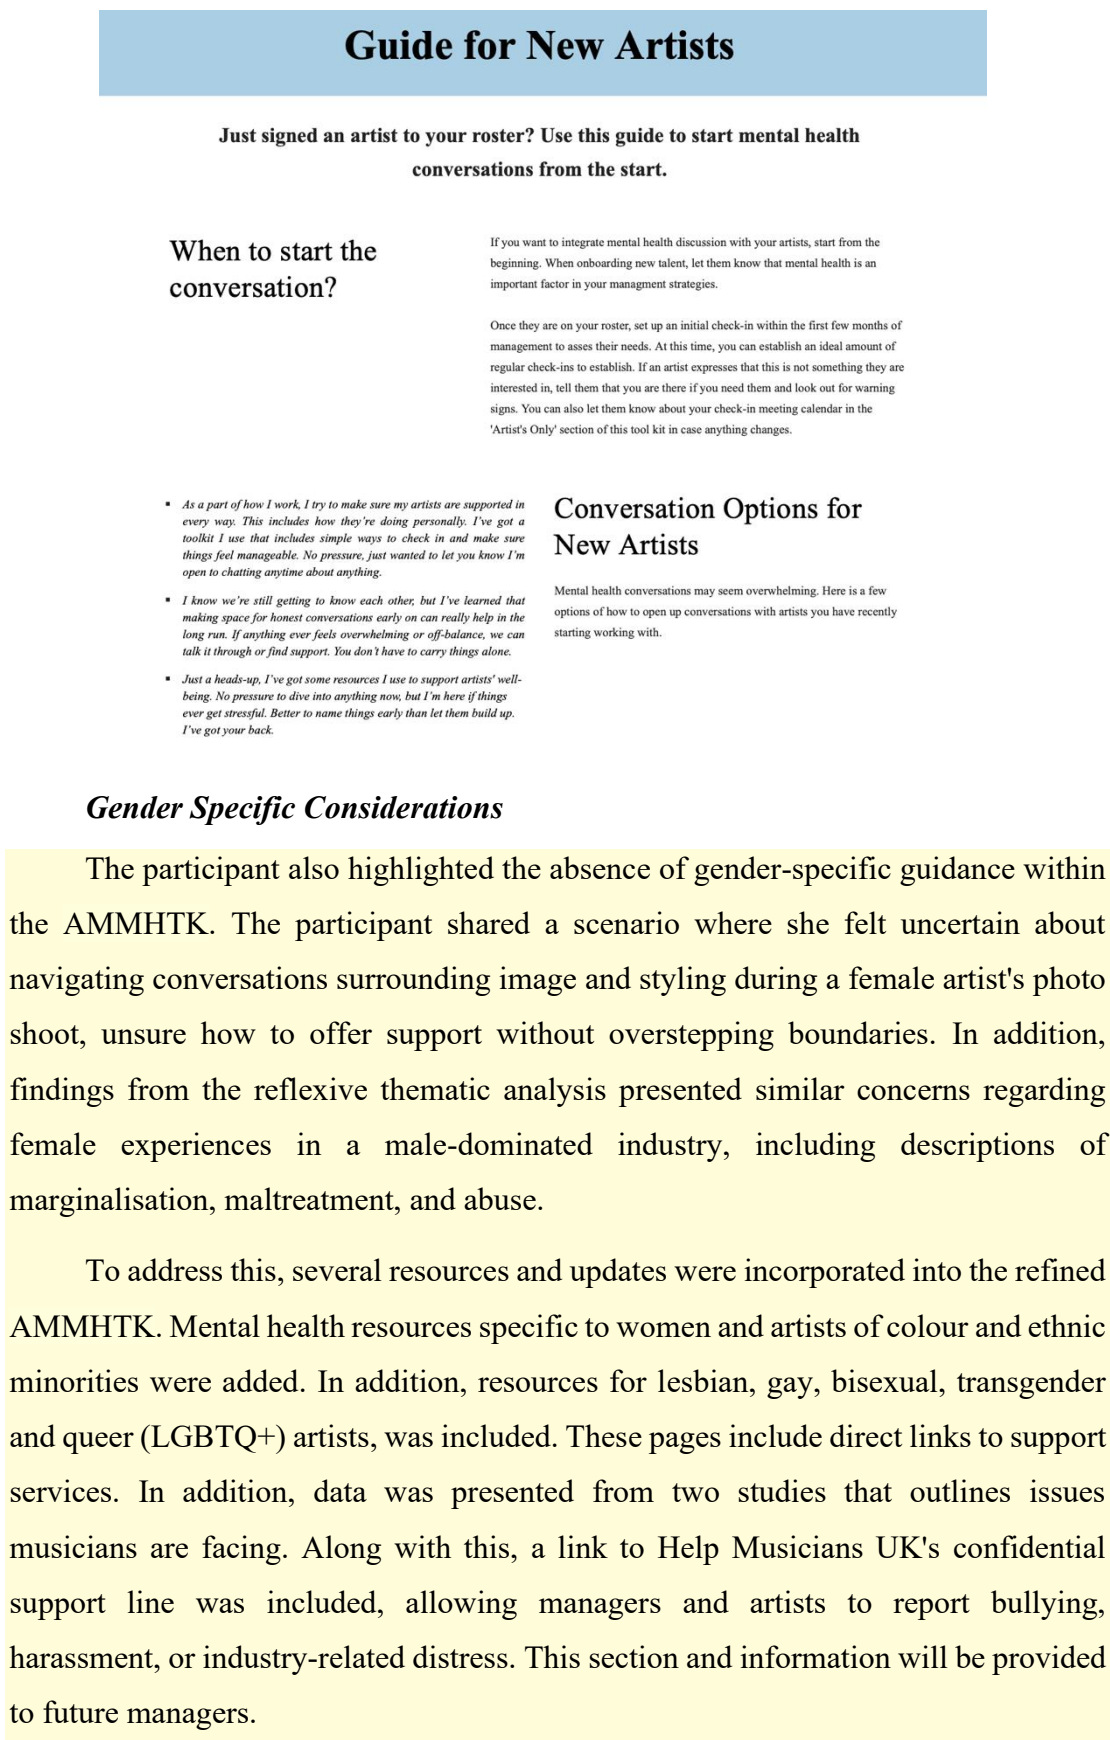 Guide for New Artists
Just signed an artist to your roster? Use this guide to start mental health
conversations from the start.
When to start the
conversation?
If you want to integrate mental health discussion with your artists, start from the
beginning. When onboarding new talent, let them know that mental health is an
important factor in your managment strategies.
Once they are on your roster, set up an initial check-in within the first few months of
management to asses their needs. At this time, you can establish an ideal amount of
regular check-ins to establish. If an artist expresses that this is not something they are
interested in, tell them that you are there if you need them and look out for warning
signs. You can also let them know about your check-in meeting calendar in the
'Artist's Only' section of this tool kit in case anything changes.
▪ As a part of how I work, I try to make sure my artists are supported in
every way. This includes how they're doing personally. I've got a
toolkit I use that includes simple ways to check in and make sure
things feel manageable. No pressure, just wanted to let you know I'm
open to chatting anytime about anything.
▪ I know we're still getting to know each other, but I've learned that
making space for honest conversations early on can really help in the
long run. If anything ever feels overwhelming or off-balance, we can
talk it through or find support. You don't have to carry things alone.
▪ Just a heads-up, I've got some resources I use to support artists' well-
being. No pressure to dive into anything now, but I'm here if things
ever get stressful. Better to name things early than let them build up.
I've got your back.
Conversation Options for
New Artists
Mental health conversations may seem overwhelming. Here is a few
options of how to open up conversations with artists you have recently
starting working with.
Gender Specific Considerations
The participant also highlighted the absence of gender-specific guidance within
the AMMHTK. The participant shared a scenario where she felt uncertain about
navigating conversations surrounding image and styling during a female artist's photo
shoot, unsure how to offer support without overstepping boundaries. In addition,
findings from the reflexive thematic analysis presented similar concerns regarding
female experiences in a male-dominated industry, including descriptions of
marginalisation, maltreatment, and abuse.
To address this, several resources and updates were incorporated into the refined
AMMHTK. Mental health resources specific to women and artists of colour and ethnic
minorities were added. In addition, resources for lesbian, gay, bisexual, transgender
and queer (LGBTQ+) artists, was included. These pages include direct links to support
services. In addition, data was presented from two studies that outlines issues
musicians are facing. Along with this, a link to Help Musicians UK's confidential
support line was included, allowing managers and artists to report bullying,
harassment, or industry-related distress. This section and information will be provided
to future managers.